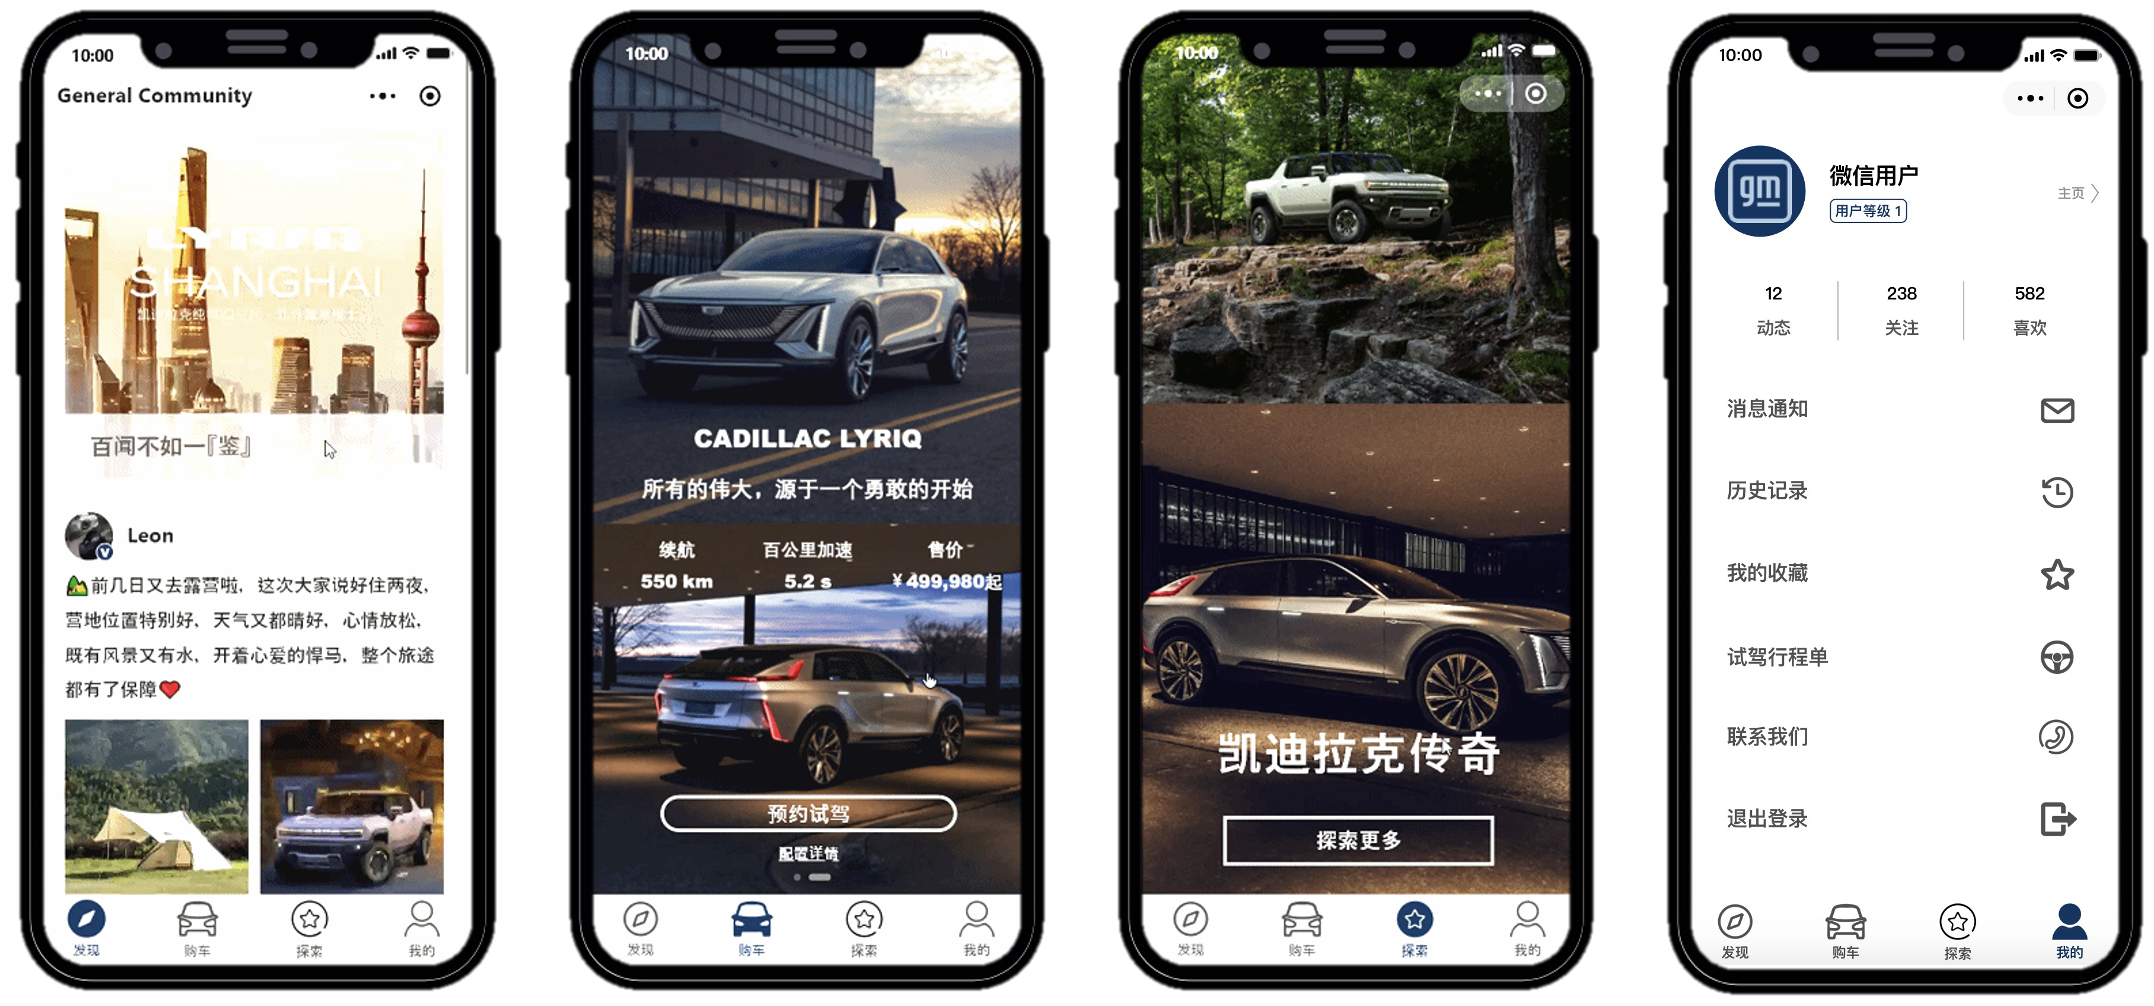 10:00
General Community
LYRIQ
SHANGHAI
百闻不如一『鉴』
Leon
前几日又去露营啦，这次大家说好住两夜，
营地位置特别好，天气又都晴好，心情放松，
既有风景又有水，开着心爱的悍马，整个旅途
都有了保障
发现
购车
探索
我的
10:00
CADILLAC LYRIQ
所有的伟大，源于一个勇敢的开始
续航 百公里加速 售价
550 km 5.2 s ¥499,980起
预约试驾
配置详情
发现
购车
探索
我的
10:00
凯迪拉克传奇
探索更多
发现
购车
探索
我的
10:00
gm
微信用户
用户等级 1
主页
12 238 582
动态 关注 喜欢
消息通知
历史记录
我的收藏
试驾行程单
联系我们
退出登录
发现
购车
探索
我的